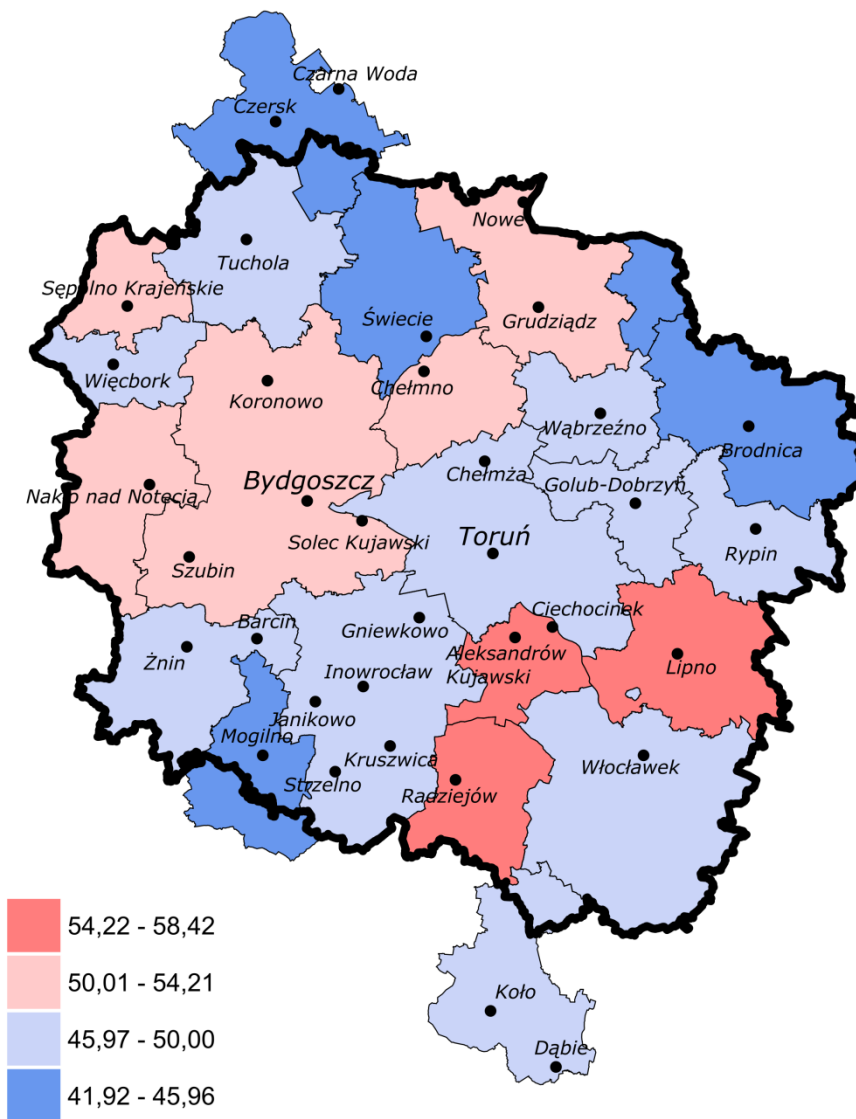 Czarna Woda
Czersk
Nowe
Tuchola
Sępolno Krajeńskie
Grudziądz
Świecie
Więcbork
Koronowo
Chełmno
Wąbrzeźno
Brodnica
Chełmża
Bydgoszcz
Golub-Dobrzyń
Nakło nad Notecią
Solec Kujawski
Toruń
Rypin
Szubin
Ciechocinek
Barcin
Gniewkowo
Aleksandrów
Kujawski
Żnin
Inowrocław
Lipno
Janikowo
Mogilno
Kruszwica
Włocławek
Strzelno
Radziejów
54,22 - 58,42
50,01 - 54,21
45,97 - 50,00
41,92 - 45,96
Koło
Dąbie